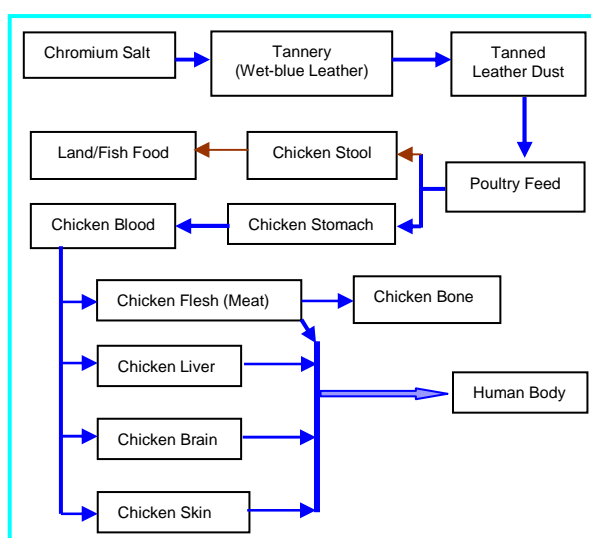 Chromium Salt
Tannery
(Wet-blue Leather)
Tanned
Leather Dust
Land/Fish Food
Chicken Stool
Poultry Feed
Chicken Blood
Chicken Stomach
Chicken Flesh (Meat)
Chicken Bone
Chicken Liver
Human Body
Chicken Brain
Chicken Skin